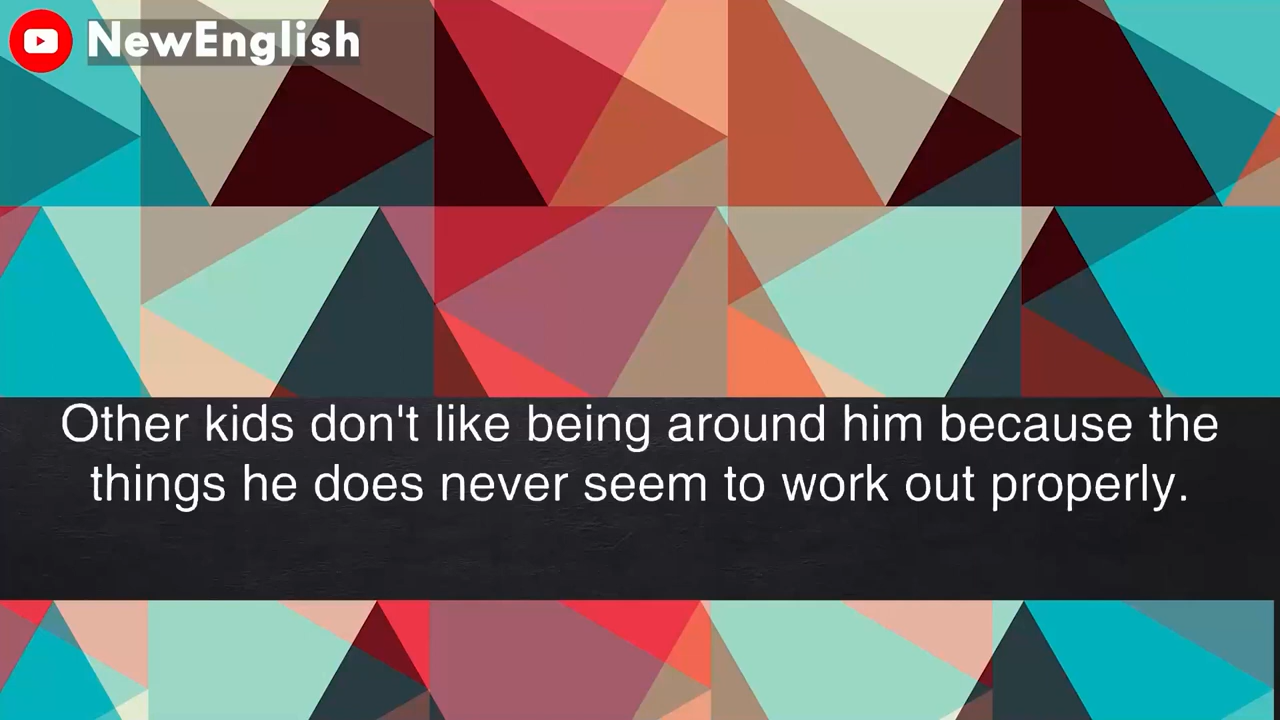 NewEnglish
Other kids don't like being around him because the
things he does never seem to work out properly.